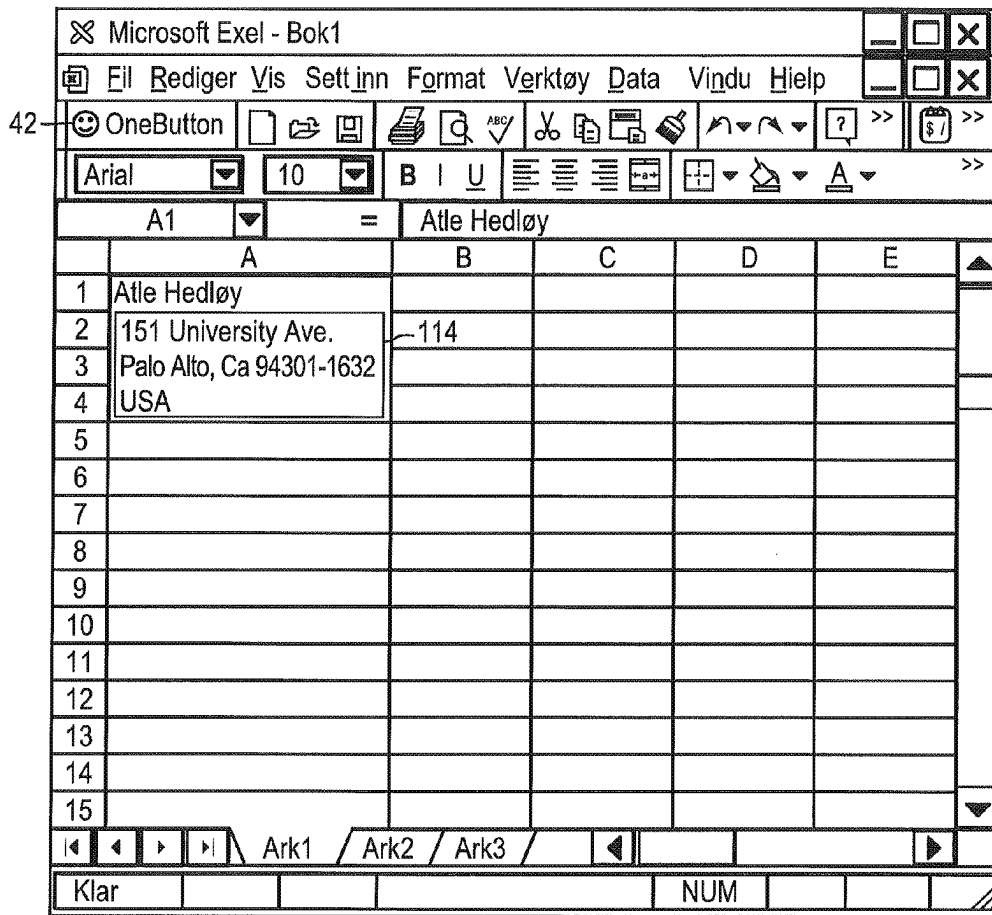 Microsoft Exel - Bok1
Fil Rediger Vis Sett inn Format Verktøy Data Vindu Hielp
42 OneButton ABC ? >> $ / >>
Arial 10 B I U a A >>
A1 = Atle Hedløy
A B C D E
1 Atle Hedløy
2 151 University Ave. 114
3 Palo Alto, Ca 94301-1632
4 USA
5
6
7
8
9
10
11
12
13
14
15
Ark1 Ark2 Ark3
Klar NUM